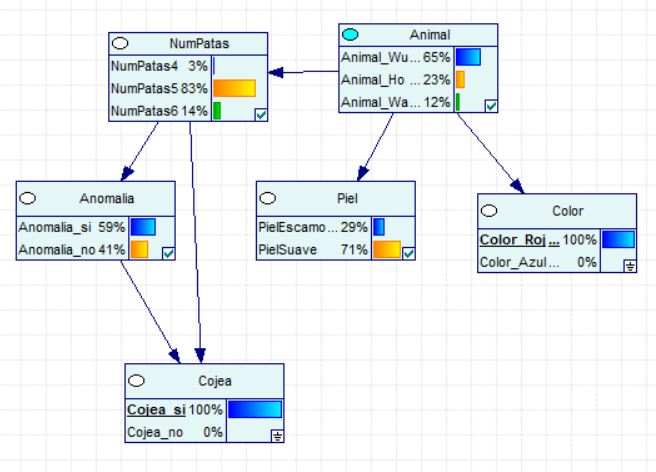 NumPatas
NumPatas4 3%
NumPatas5 83%
NumPatas6 14%
Animal
Animal_Wu... 65%
Animal_Ho ... 23%
Animal_Wa... 12%
Anomalia
Anomalia_si 59%
Anomalia_no 41%
Piel
PielEscamo... 29%
PielSuave 71%
Color
Color_Roj ... 100%
Color_Azul... 0%
Cojea
Cojea_si 100%
Cojea_no 0%